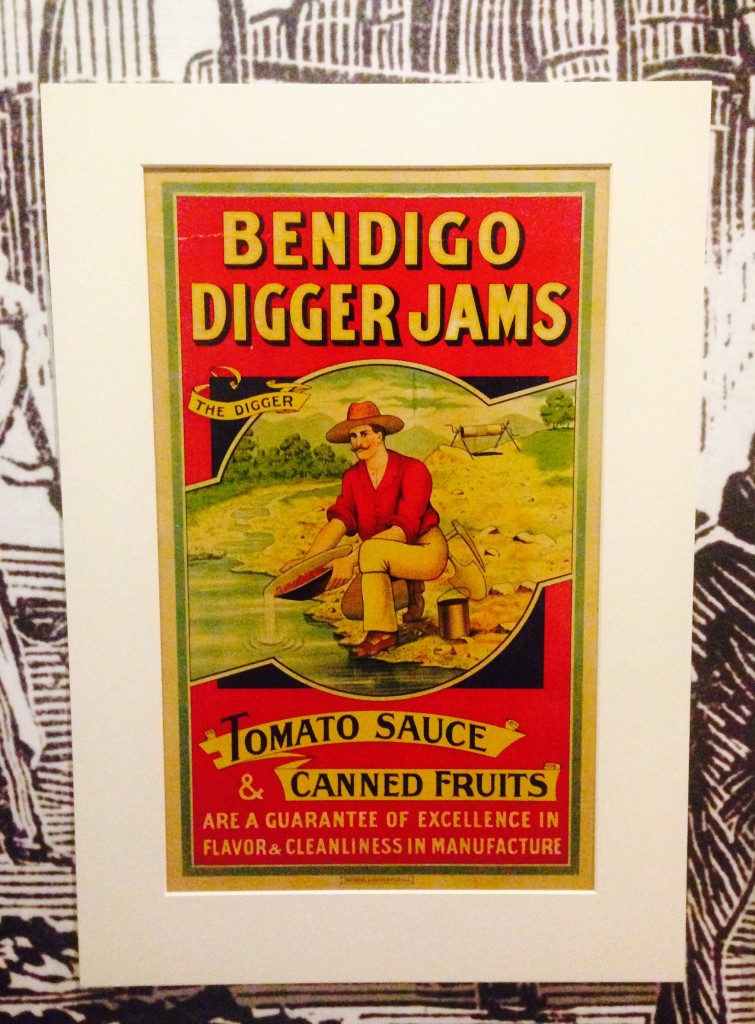 BENDIGO
DIGGER JAMS
THE DIGGER
TOMATO SAUCE
& CANNED FRUITS
ARE A GUARANTEE OF EXCELLENCE IN
FLAVOR & CLEANLINESS IN MANUFACTURE